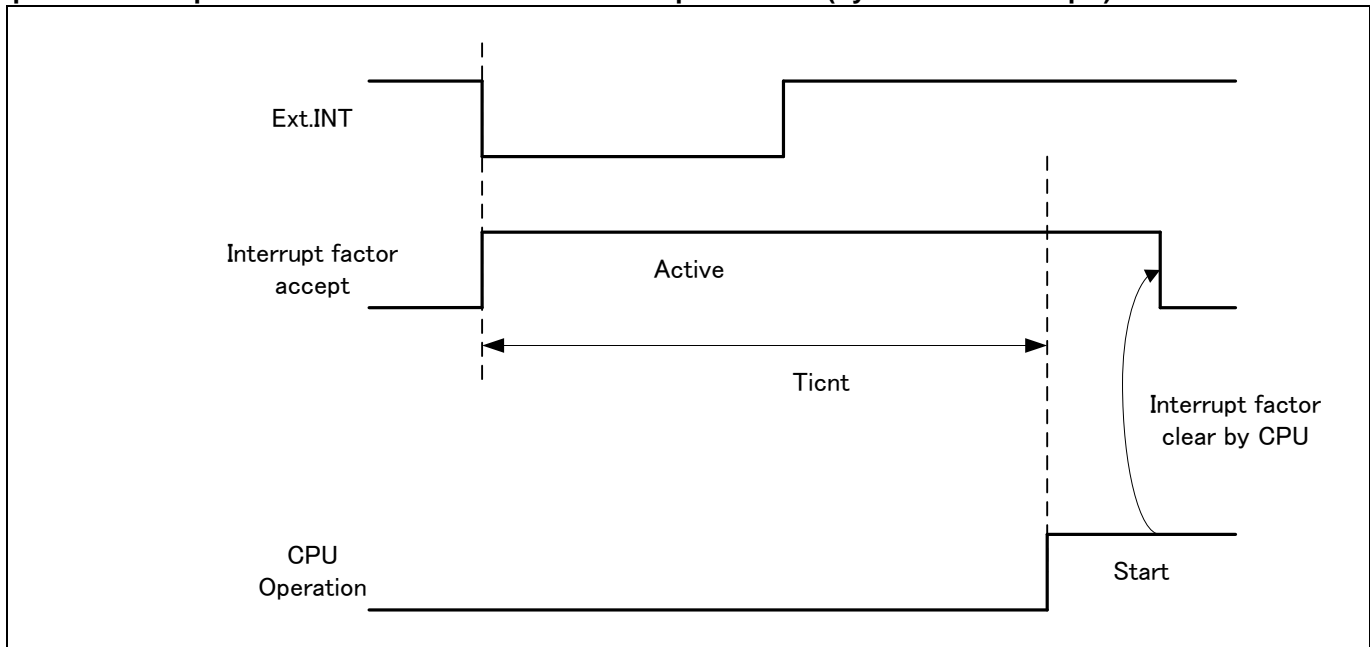 Ext.INT
Interrupt factor
accept
Active
Ticnt
Interrupt factor
clear by CPU
CPU
Operation
Start